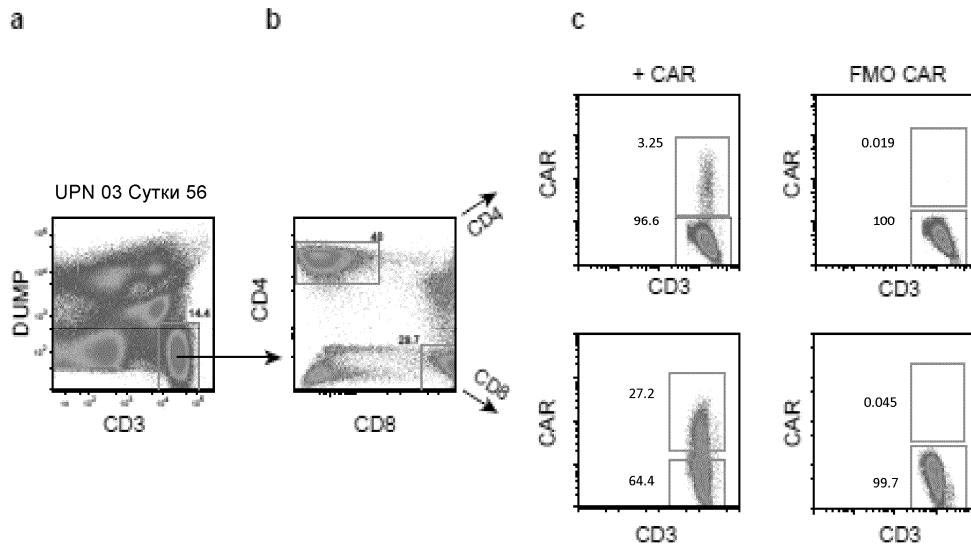 a
b
c
+ CAR
FMO CAR
CAR
3.25
96.6
CD3
CAR
0.019
100
CD3
UPN 03 Сутки 56
DUMP
14.4
CD3
CD4
CD8
28.7
CD4
CD8
CAR
27.2
64.4
CD3
CAR
0.045
99.7
CD3